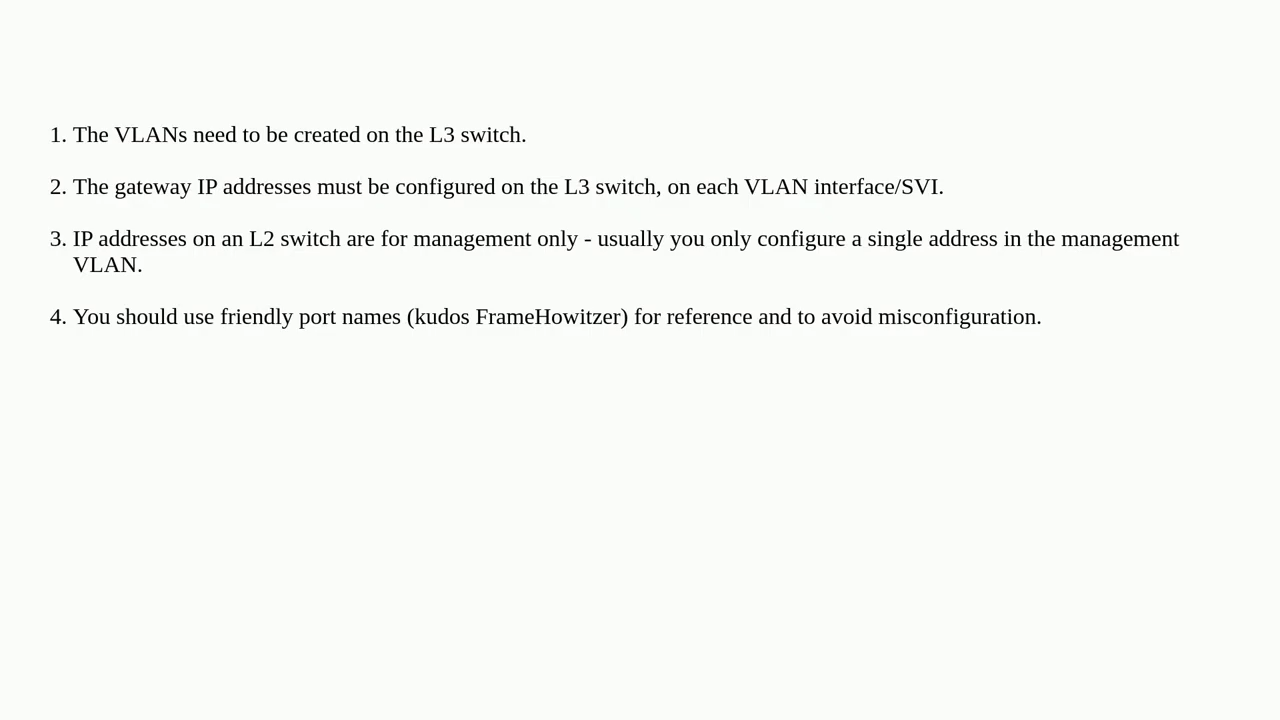 1. The VLANs need to be created on the L3 switch.
2. The gateway IP addresses must be configured on the L3 switch, on each VLAN interface/SVI.
3. IP addresses on an L2 switch are for management only - usually you only configure a single address in the management
VLAN.
4. You should use friendly port names (kudos FrameHowitzer) for reference and to avoid misconfiguration.